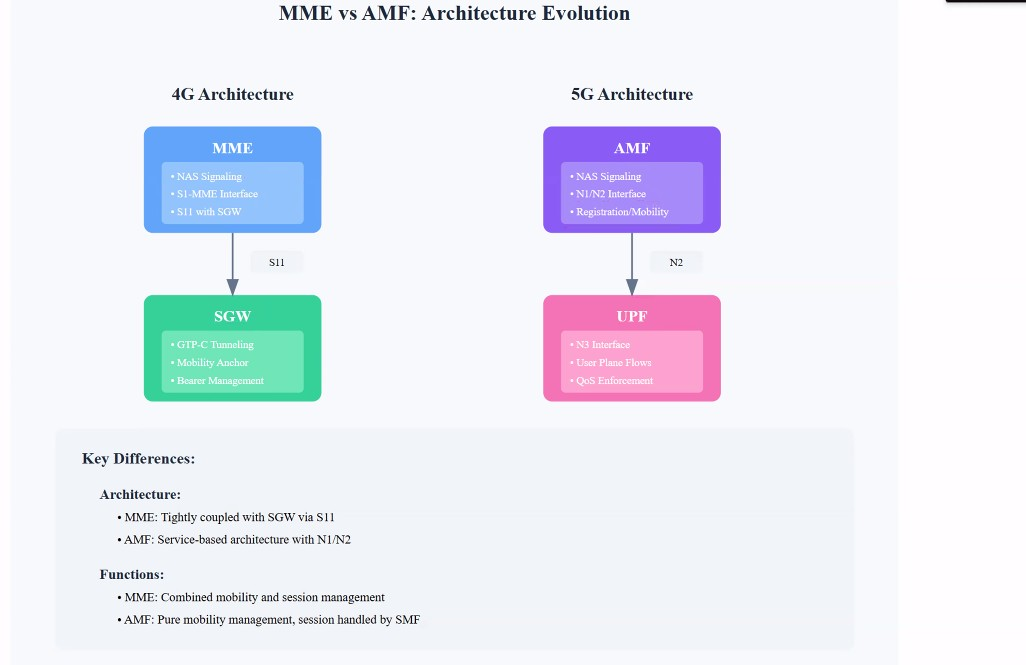 MME vs AMF: Architecture Evolution
4G Architecture
5G Architecture
MME
• NAS Signaling
• S1-MME Interface
• S11 with SGW
AMF
• NAS Signaling
• N1/N2 Interface
• Registration/Mobility
S11
N2
SGW
• GTP-C Tunneling
• Mobility Anchor
• Bearer Management
UPF
• N3 Interface
• User Plane Flows
• QoS Enforcement
Key Differences:
Architecture:
• MME: Tightly coupled with SGW via S11
• AMF: Service-based architecture with N1/N2
Functions:
• MME: Combined mobility and session management
• AMF: Pure mobility management, session handled by SMF